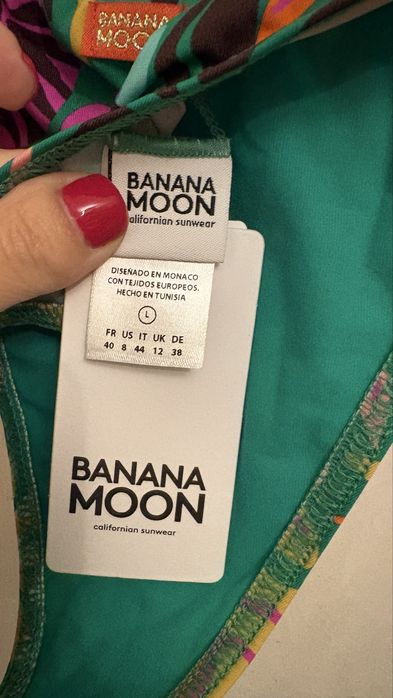 BANANA
MOON
BANANA
MOON
californian sunwear
DISEÑADO EN MONACO
CON TEJIDOS EUROPEOS.
HECHO EN TUNISIA
L
FR US IT UK DE
40 8 44 12 38
BANANA
MOON
californian sunwear